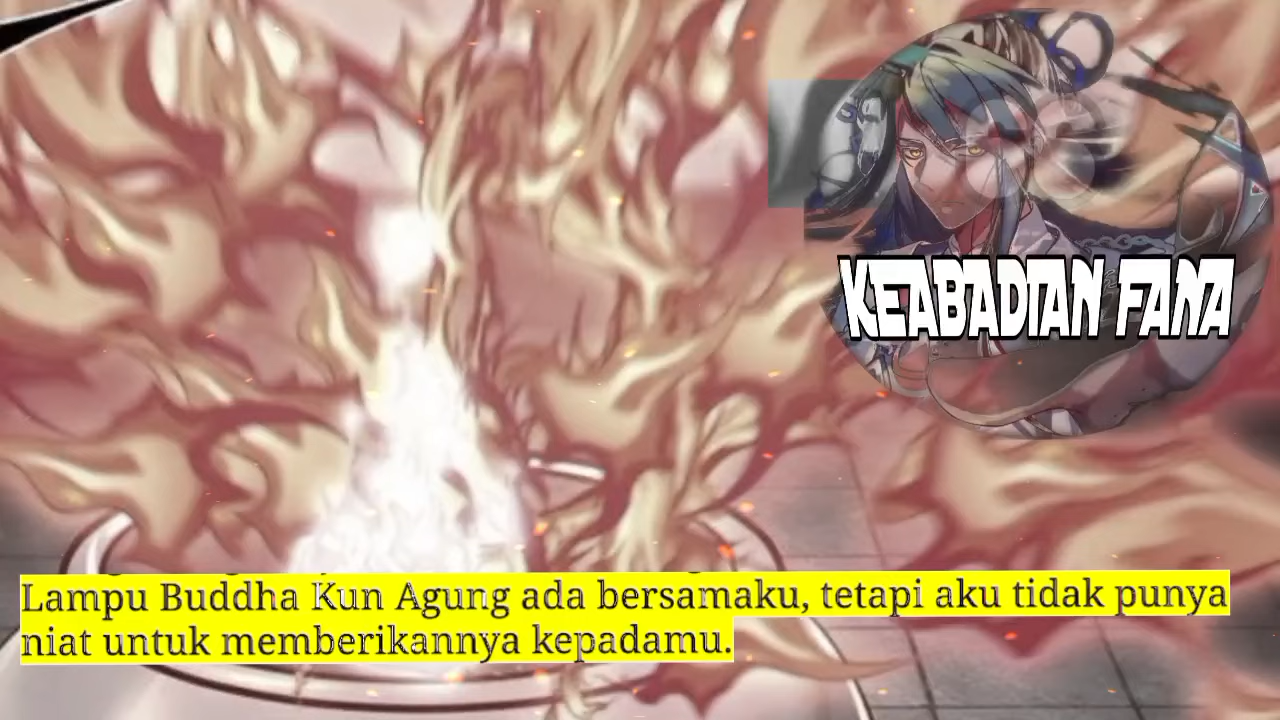 KEABADIAN FANA
Lampu Buddha Kun Agung ada bersamaku, tetapi aku tidak punya
niat untuk memberikannya kepadamu.